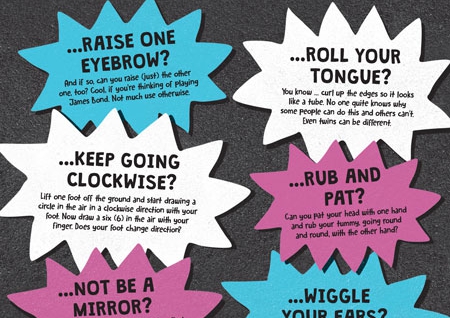 ...RAISE ONE
EYEBROW?
And if so, can you raise (just) the other
one, too? Cool, if you're thinking of playing
James Bond. Not much use otherwise.
...ROLL YOUR
TONGUE?
You know ... curl up the edges so it looks
like a tube. No one quite knows why
some people can do this and others can't.
Even twins can be different.
...KEEP GOING
CLOCKWISE?
Lift one foot off the ground and start drawing a
circle in the air in a clockwise direction with your
foot. Now draw a six (6) in the air with your
finger. Does your foot change direction?
...RUB AND
PAT?
Can you pat your head with one hand
and rub your tummy, going round
and round, with the other hand?
...NOT BE A
MIRROR?
...WIGGLE
YOUR EARS?